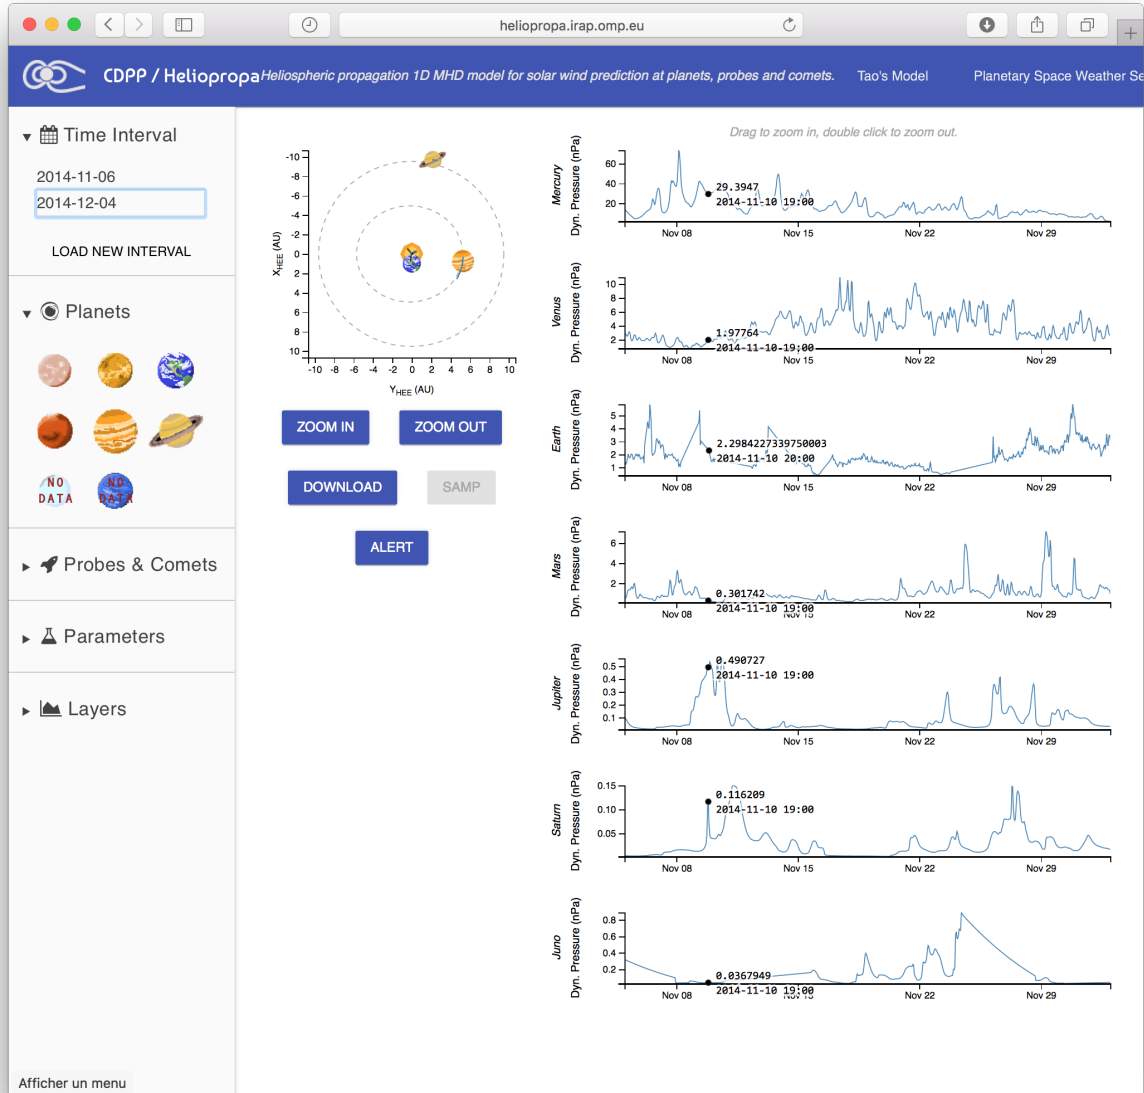 heliopropa.irap.omp.eu
CDPP / Heliopropa
Heliospheric propagation 1D MHD model for solar wind prediction at planets, probes and comets.
Tao's Model
Planetary Space Weather Se
Time Interval
2014-11-06
2014-12-04
LOAD NEW INTERVAL
Planets
NO DATA
NO DATA
Probes & Comets
Parameters
Layers
Afficher un menu
-10
-8
-6
-4
-2
0
2
4
6
8
10
X HEE (AU)
-10 -8 -6 -4 -2 0 2 4 6 8 10
Y HEE (AU)
ZOOM IN
ZOOM OUT
DOWNLOAD
SAMP
ALERT
Drag to zoom in, double click to zoom out.
Mercury
Dyn. Pressure (nPa)
60
40
20
29.3947
2014-11-10 19:00
Nov 08 Nov 15 Nov 22 Nov 29
Venus
Dyn. Pressure (nPa)
10
8
6
4
2
1.97764
2014-11-10 19:00
Nov 08 Nov 15 Nov 22 Nov 29
Earth
Dyn. Pressure (nPa)
5
4
3
2
1
2.2984227339750003
2014-11-10 20:00
Nov 08 Nov 15 Nov 22 Nov 29
Mars
Dyn. Pressure (nPa)
6
4
2
0.301742
2014-11-10 19:00
Nov 08 Nov 15 Nov 22 Nov 29
Jupiter
Dyn. Pressure (nPa)
0.5
0.4
0.3
0.2
0.1
0.490727
2014-11-10 19:00
Nov 08 Nov 15 Nov 22 Nov 29
Saturn
Dyn. Pressure (nPa)
0.15
0.10
0.05
0.116209
2014-11-10 19:00
Nov 08 Nov 15 Nov 22 Nov 29
Juno
Dyn. Pressure (nPa)
0.8
0.6
0.4
0.2
0.0367949
2014-11-10 19:00
Nov 08 Nov 15 Nov 22 Nov 29